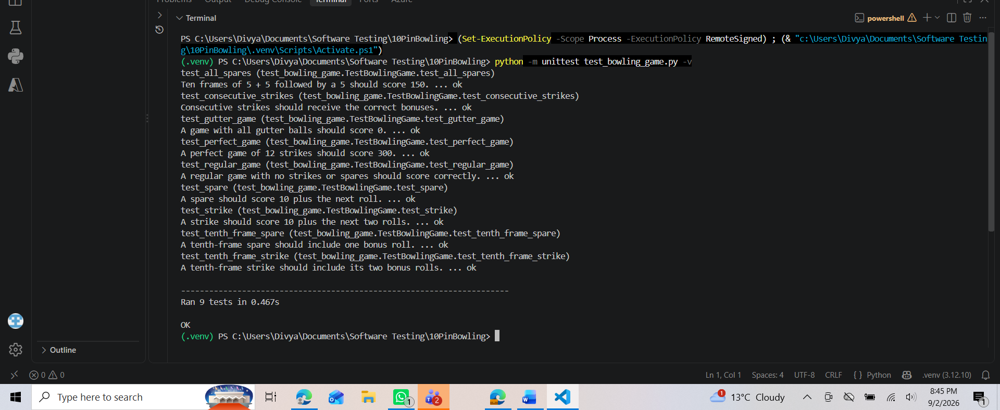 Problems Output Debug Console Terminal Ports Azure
Terminal
powershell
PS C:\Users\Divya\Documents\Software Testing\10PinBowling> (Set-ExecutionPolicy -Scope Process -ExecutionPolicy RemoteSigned) ; (& "c:\Users\Divya\Documents\Software Testin
g\10PinBowling\.venv\Scripts\Activate.ps1")
(.venv) PS C:\Users\Divya\Documents\Software Testing\10PinBowling> python -m unittest test_bowling_game.py -v
test_all_spares (test_bowling_game.TestBowlingGame.test_all_spares)
Ten frames of 5 + 5 followed by a 5 should score 150. ... ok
test_consecutive_strikes (test_bowling_game.TestBowlingGame.test_consecutive_strikes)
Consecutive strikes should receive the correct bonuses. ... ok
test_gutter_game (test_bowling_game.TestBowlingGame.test_gutter_game)
A game with all gutter balls should score 0. ... ok
test_perfect_game (test_bowling_game.TestBowlingGame.test_perfect_game)
A perfect game of 12 strikes should score 300. ... ok
test_regular_game (test_bowling_game.TestBowlingGame.test_regular_game)
A regular game with no strikes or spares should score correctly. ... ok
test_spare (test_bowling_game.TestBowlingGame.test_spare)
A spare should score 10 plus the next roll. ... ok
test_strike (test_bowling_game.TestBowlingGame.test_strike)
A strike should score 10 plus the next two rolls. ... ok
test_tenth_frame_spare (test_bowling_game.TestBowlingGame.test_tenth_frame_spare)
A tenth-frame spare should include one bonus roll. ... ok
test_tenth_frame_strike (test_bowling_game.TestBowlingGame.test_tenth_frame_strike)
A tenth-frame strike should include its two bonus rolls. ... ok
----------------------------------------------------------------------
Ran 9 tests in 0.467s
OK
(.venv) PS C:\Users\Divya\Documents\Software Testing\10PinBowling>
Outline
0 0
Ln 1, Col 1 Spaces: 4 UTF-8 CRLF { } Python .venv (3.12.10)
Type here to search
1
2
1
13°C Cloudy
8:45 PM
9/2/2026
1